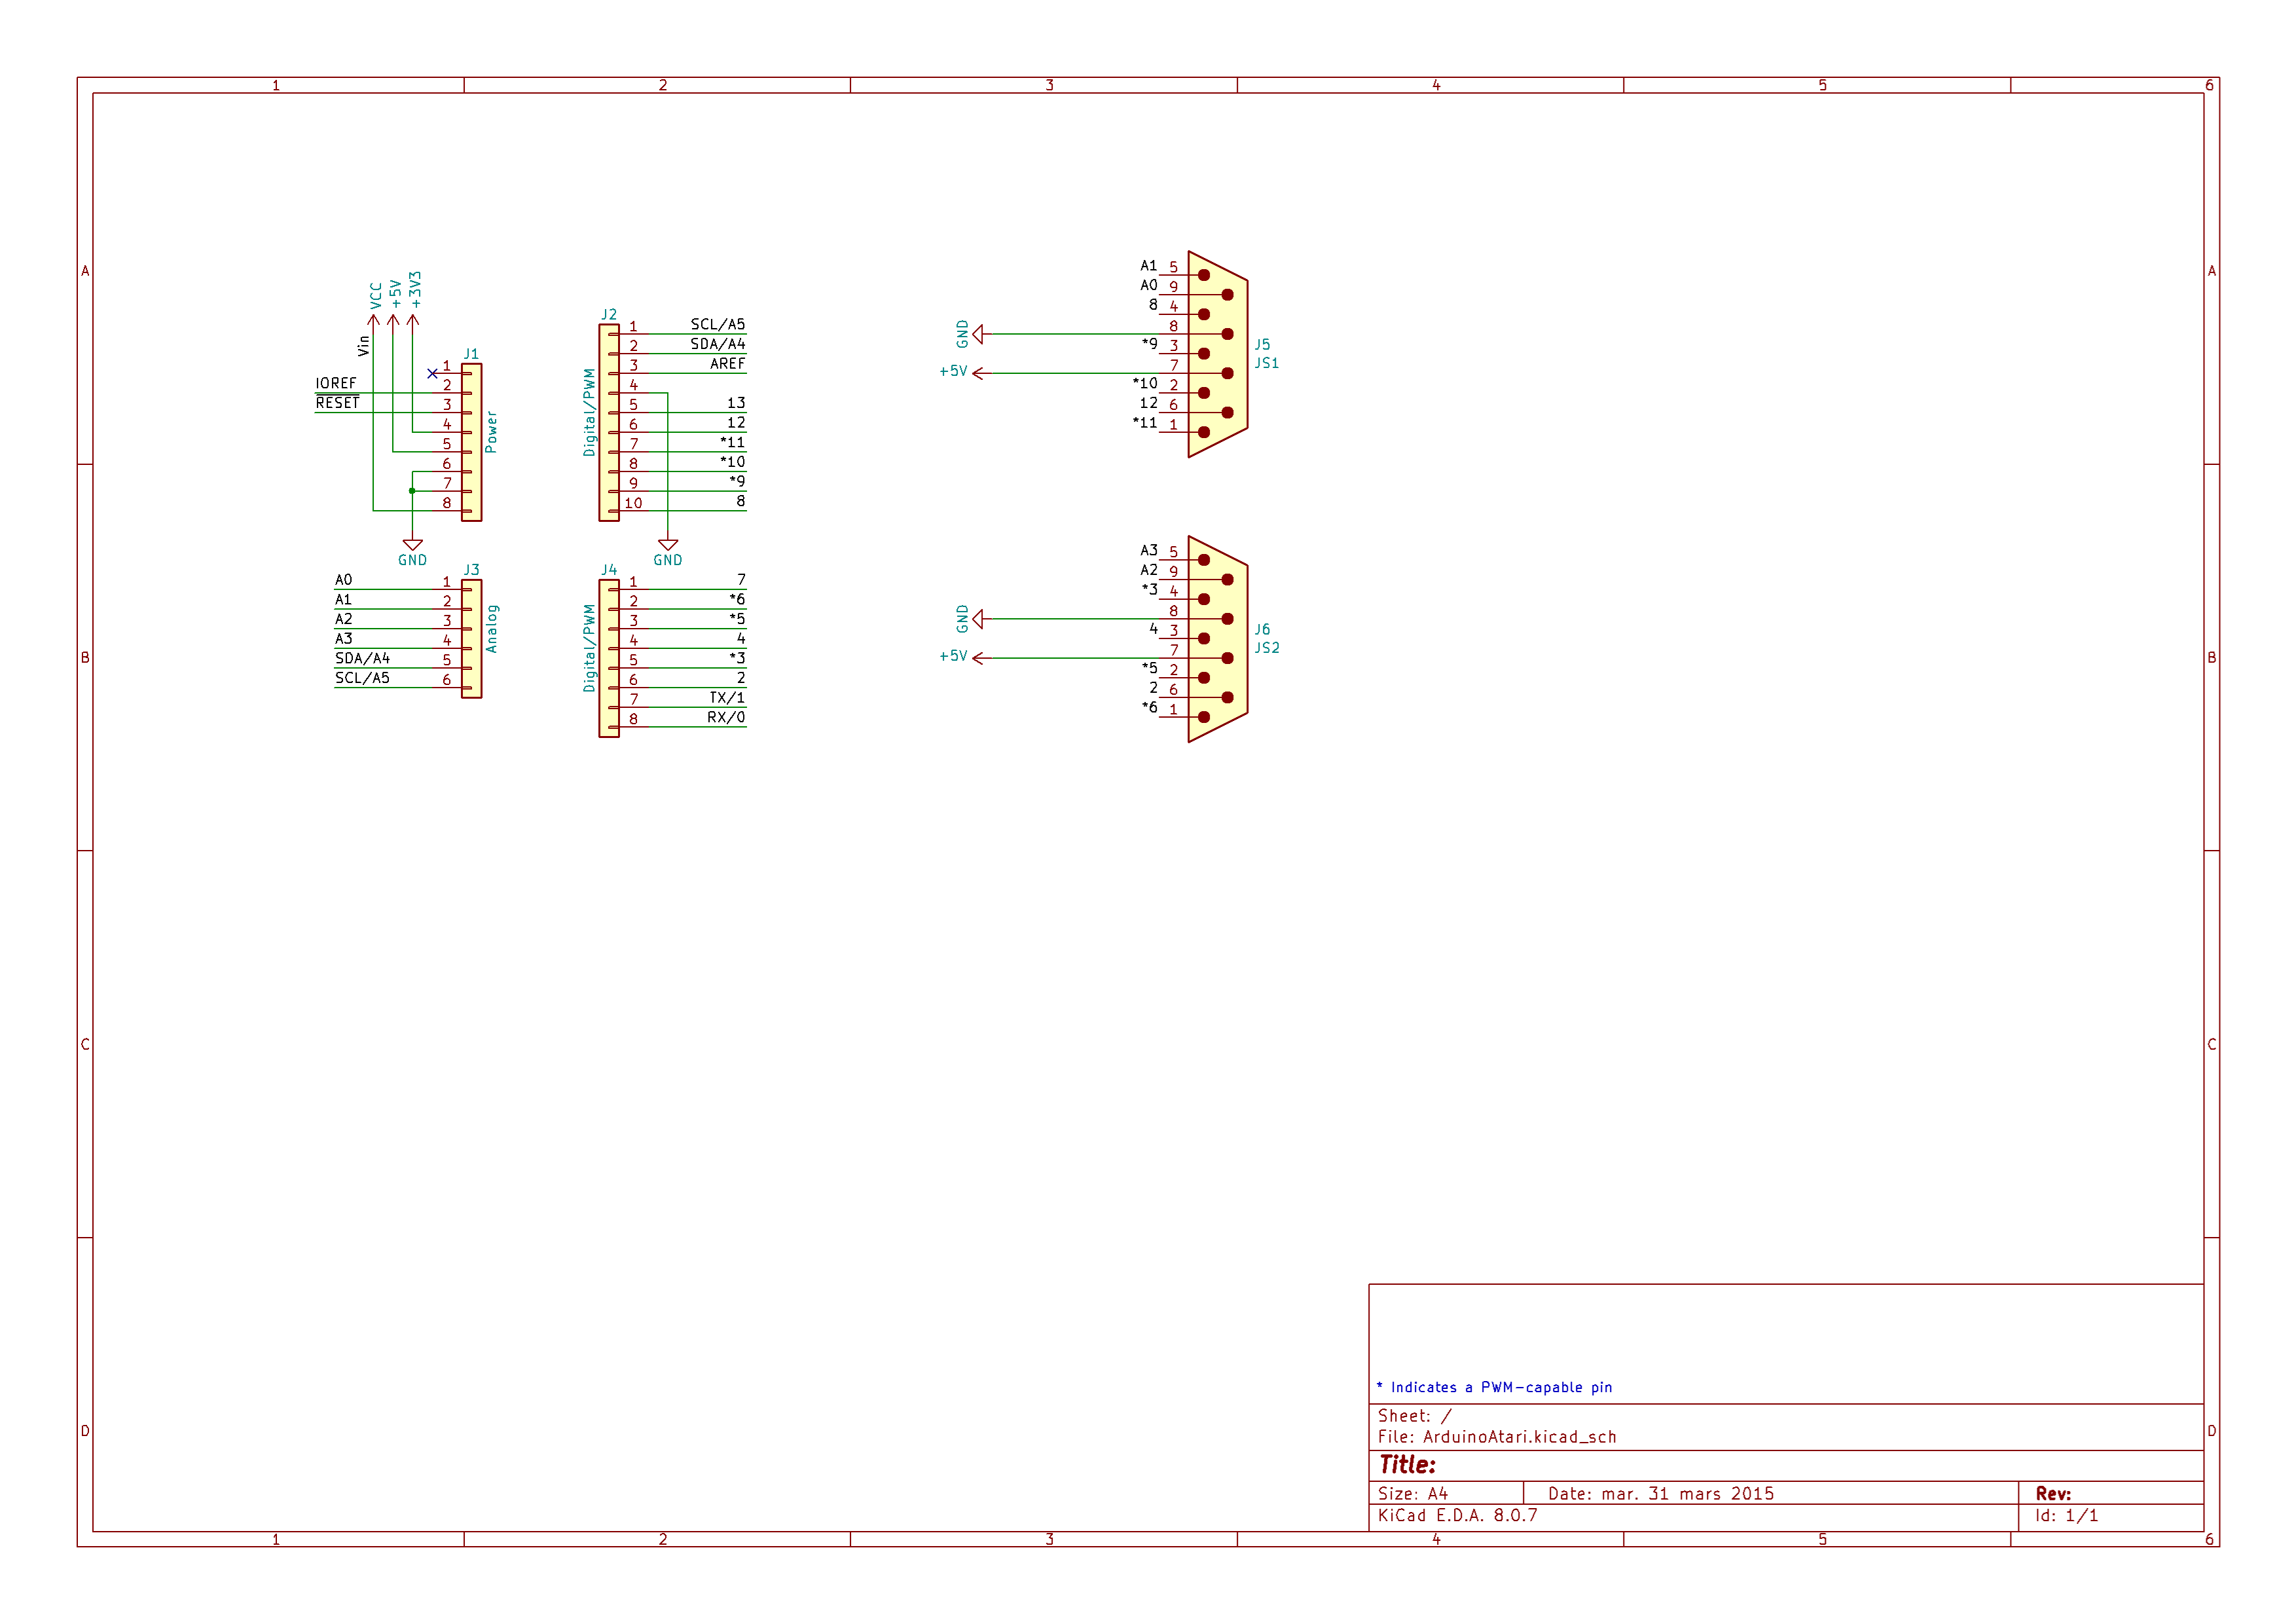 1 2 3 4 5 6
A
A
B
B
C
C
D
D
VCC
+5V
+3V3
Vin
J1
1
IOREF 2
RESET 3
4
5
6
7
8
Power
GND
J2
1 SCL/A5
2 SDA/A4
3 AREF
4
5 13
6 12
7 *11
8 *10
9 *9
10 8
Digital/PWM
GND
J3
A0 1
A1 2
A2 3
A3 4
SDA/A4 5
SCL/A5 6
Analog
J4
1 7
2 *6
3 *5
4 4
5 *3
6 2
7 TX/1
8 RX/0
Digital/PWM
A1 5
A0 9
8 4
GND 8
*9 3
+5V 7
*10 2
12 6
*11 1
J5
JS1
A3 5
A2 9
*3 4
GND 8
4 3
+5V 7
*5 2
2 6
*6 1
J6
JS2
* Indicates a PWM-capable pin
Sheet: /
File: ArduinoAtari.kicad_sch
Title:
Size: A4 Date: mar. 31 mars 2015 Rev:
KiCad E.D.A. 8.0.7 Id: 1/1
1 2 3 4 5 6